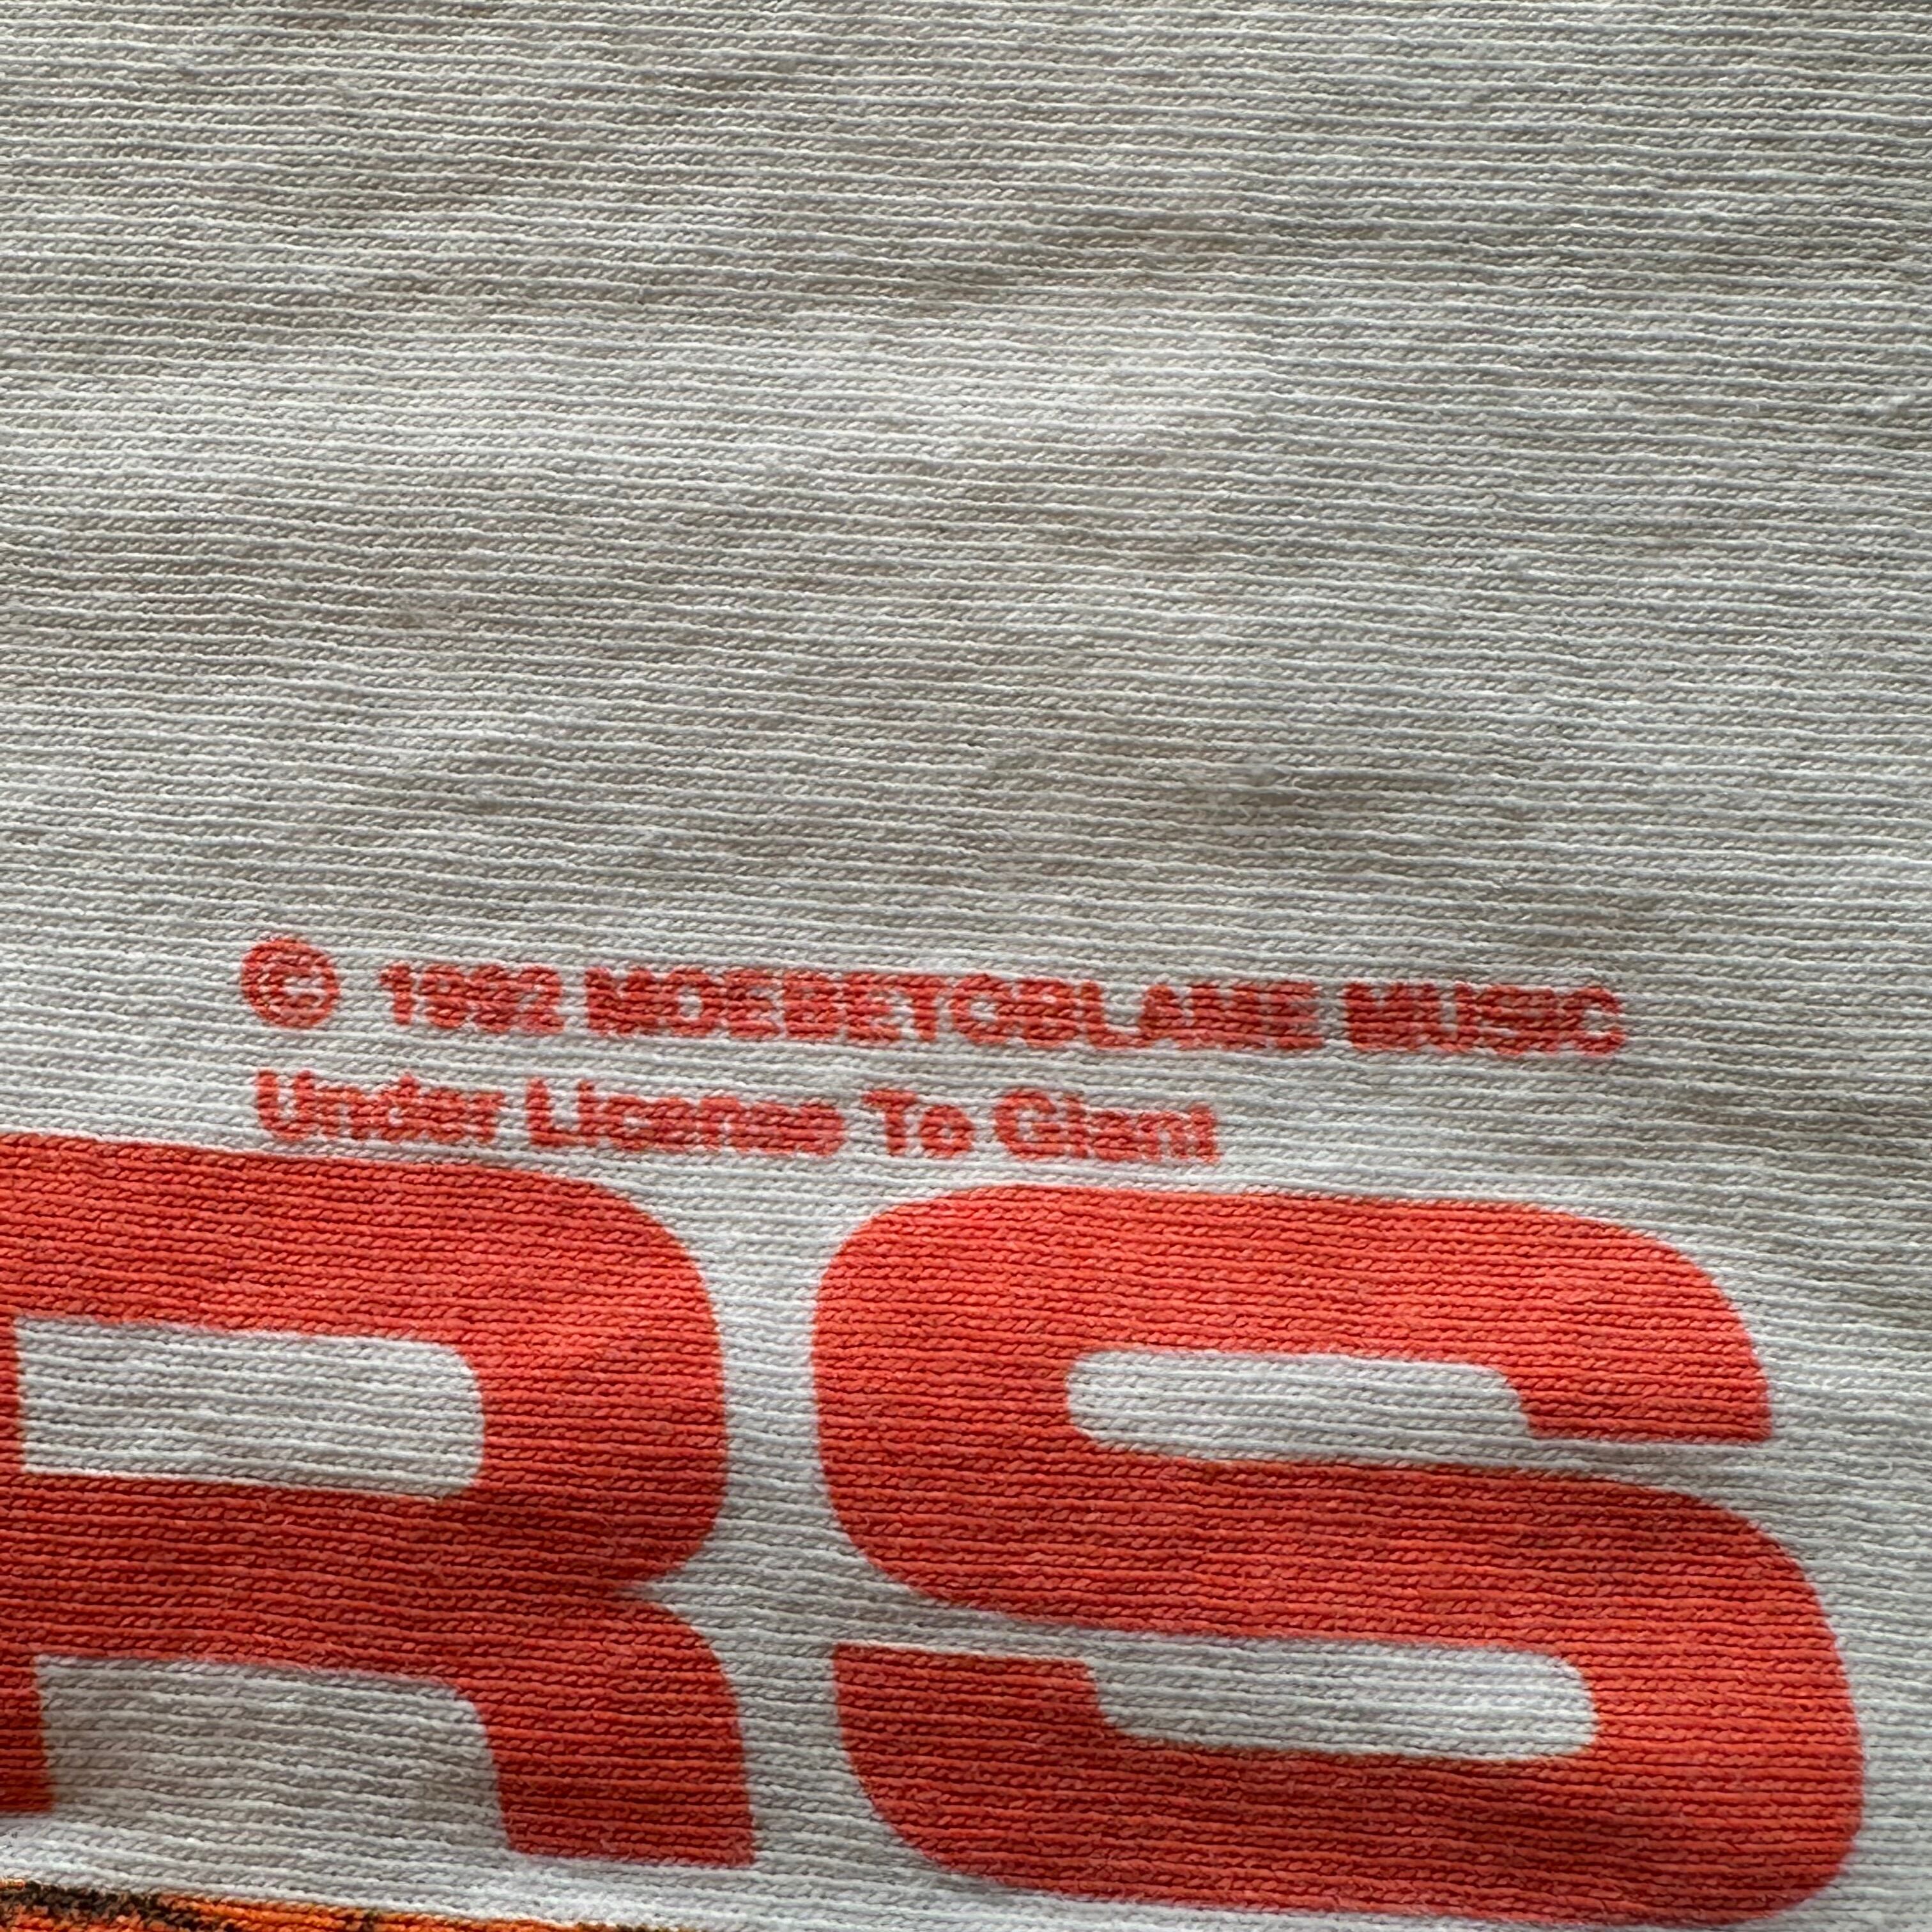 © 1992 MOEBETOBLAME MUSIC
Under License To Giant
RS